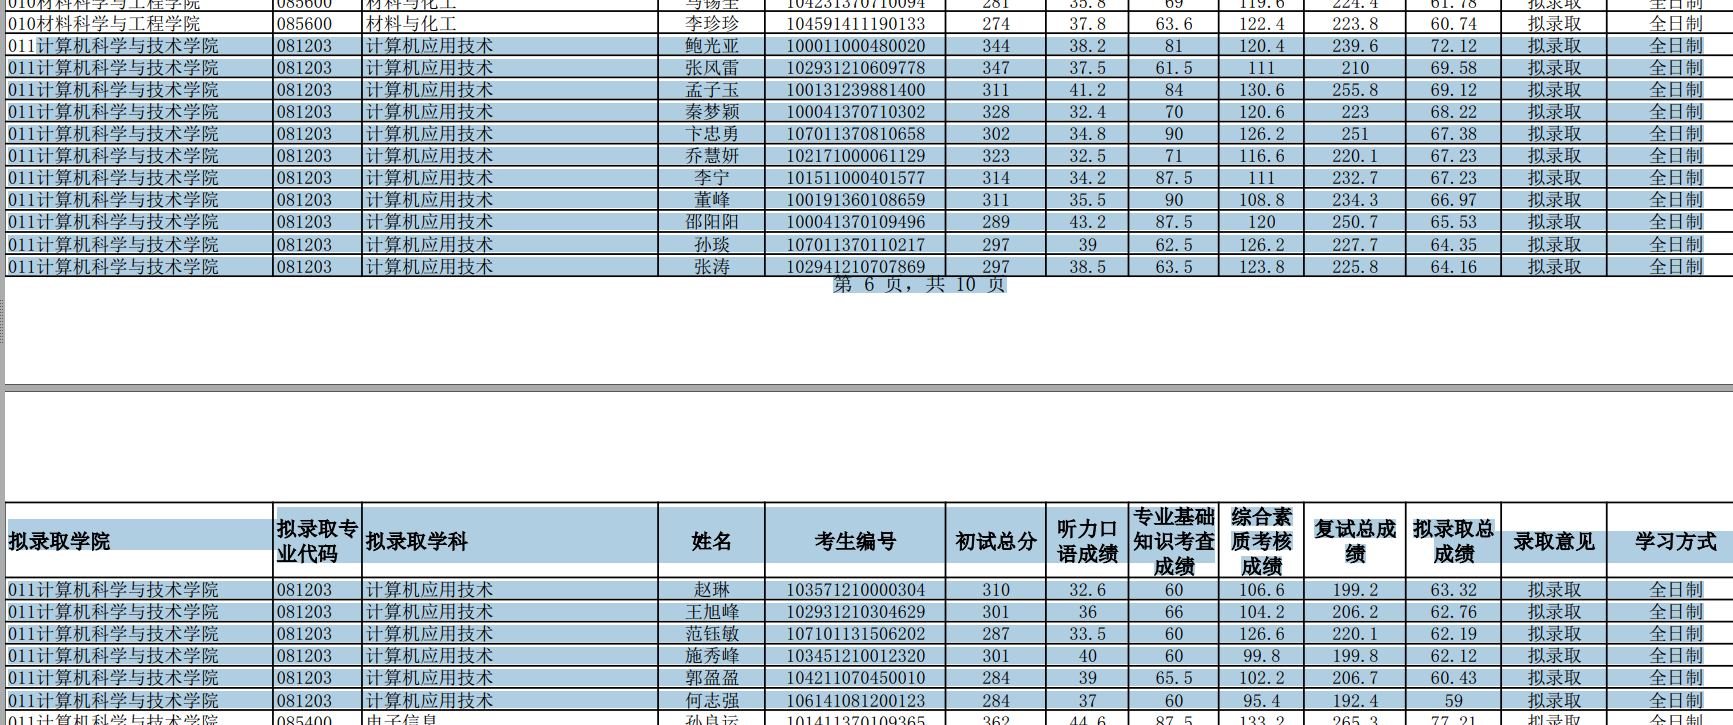 010材料科学与工程学院 085600 材料与化工 马锡全 104231370710094 281 35.8 69 119.6 224.4 61.78 拟录取 全日制
010材料科学与工程学院 085600 材料与化工 李珍珍 104591411190133 274 37.8 63.6 122.4 223.8 60.74 拟录取 全日制
011计算机科学与技术学院 081203 计算机应用技术 鲍光亚 100011000480020 344 38.2 81 120.4 239.6 72.12 拟录取 全日制
011计算机科学与技术学院 081203 计算机应用技术 张风雷 102931210609778 347 37.5 61.5 111 210 69.58 拟录取 全日制
011计算机科学与技术学院 081203 计算机应用技术 孟子玉 100131239881400 311 41.2 84 130.6 255.8 69.12 拟录取 全日制
011计算机科学与技术学院 081203 计算机应用技术 秦梦颖 100041370710302 328 32.4 70 120.6 223 68.22 拟录取 全日制
011计算机科学与技术学院 081203 计算机应用技术 卞忠勇 107011370810658 302 34.8 90 126.2 251 67.38 拟录取 全日制
011计算机科学与技术学院 081203 计算机应用技术 乔慧妍 102171000061129 323 32.5 71 116.6 220.1 67.23 拟录取 全日制
011计算机科学与技术学院 081203 计算机应用技术 李宁 101511000401577 314 34.2 87.5 111 232.7 67.23 拟录取 全日制
011计算机科学与技术学院 081203 计算机应用技术 董峰 100191360108659 311 35.5 90 108.8 234.3 66.97 拟录取 全日制
011计算机科学与技术学院 081203 计算机应用技术 邵阳阳 100041370109496 289 43.2 87.5 120 250.7 65.53 拟录取 全日制
011计算机科学与技术学院 081203 计算机应用技术 孙琰 107011370110217 297 39 62.5 126.2 227.7 64.35 拟录取 全日制
011计算机科学与技术学院 081203 计算机应用技术 张涛 102941210707869 297 38.5 63.5 123.8 225.8 64.16 拟录取 全日制
第 6 页，共 10 页
拟录取学院 拟录取专业代码 拟录取学科 姓名 考生编号 初试总分 听力口语成绩 专业基础知识考查成绩 综合素质考核成绩 复试总成绩 拟录取总成绩 录取意见 学习方式
011计算机科学与技术学院 081203 计算机应用技术 赵琳 103571210000304 310 32.6 60 106.6 199.2 63.32 拟录取 全日制
011计算机科学与技术学院 081203 计算机应用技术 王旭峰 102931210304629 301 36 66 104.2 206.2 62.76 拟录取 全日制
011计算机科学与技术学院 081203 计算机应用技术 范钰敏 107101131506202 287 33.5 60 126.6 220.1 62.19 拟录取 全日制
011计算机科学与技术学院 081203 计算机应用技术 施秀峰 103451210012320 301 40 60 99.8 199.8 62.12 拟录取 全日制
011计算机科学与技术学院 081203 计算机应用技术 郭盈盈 104211070450010 284 39 65.5 102.2 206.7 60.43 拟录取 全日制
011计算机科学与技术学院 081203 计算机应用技术 何志强 106141081200123 284 37 60 95.4 192.4 59 拟录取 全日制
011计算机科学与技术学院 085400 电子信息 孙良运 101411370109365 362 44.6 87.5 133.2 265.3 77.21 拟录取 全日制